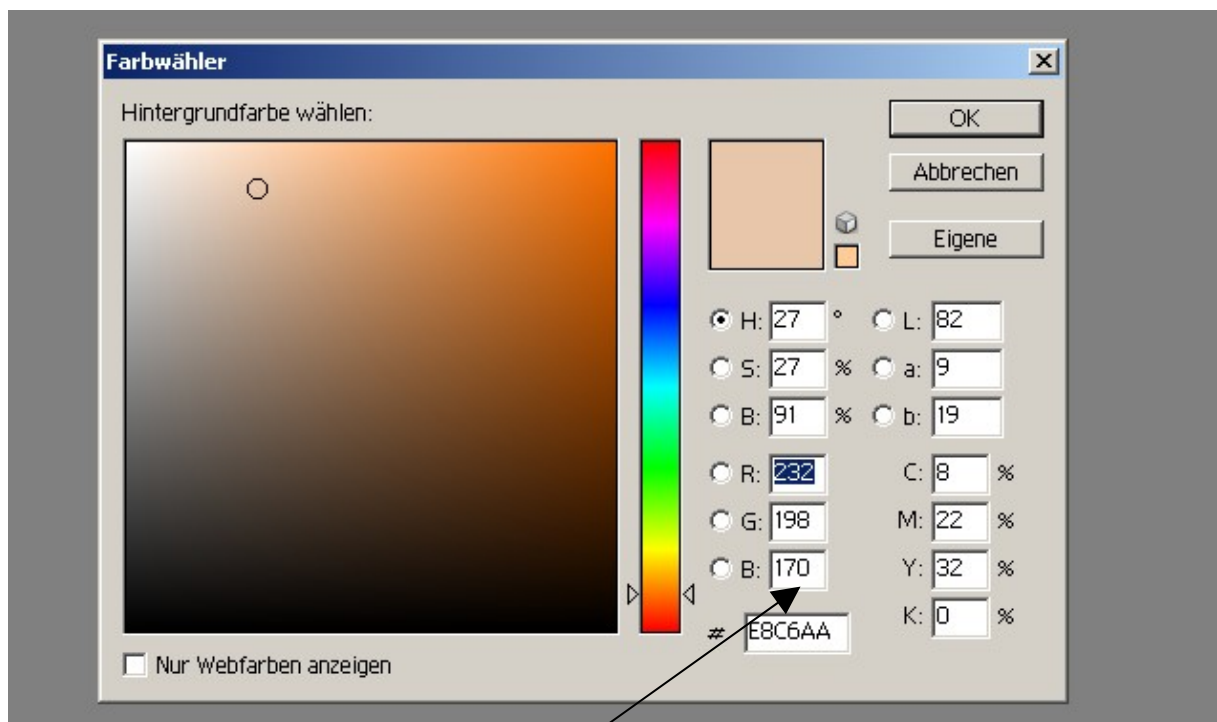 Farbwähler
Hintergrundfarbe wählen:
OK
Abbrechen
Eigene
H: 27 ° L: 82
S: 27 % a: 9
B: 91 % b: 19
R: 232 C: 8 %
G: 198 M: 22 %
B: 170 Y: 32 %
# E8C6AA K: 0 %
Nur Webfarben anzeigen